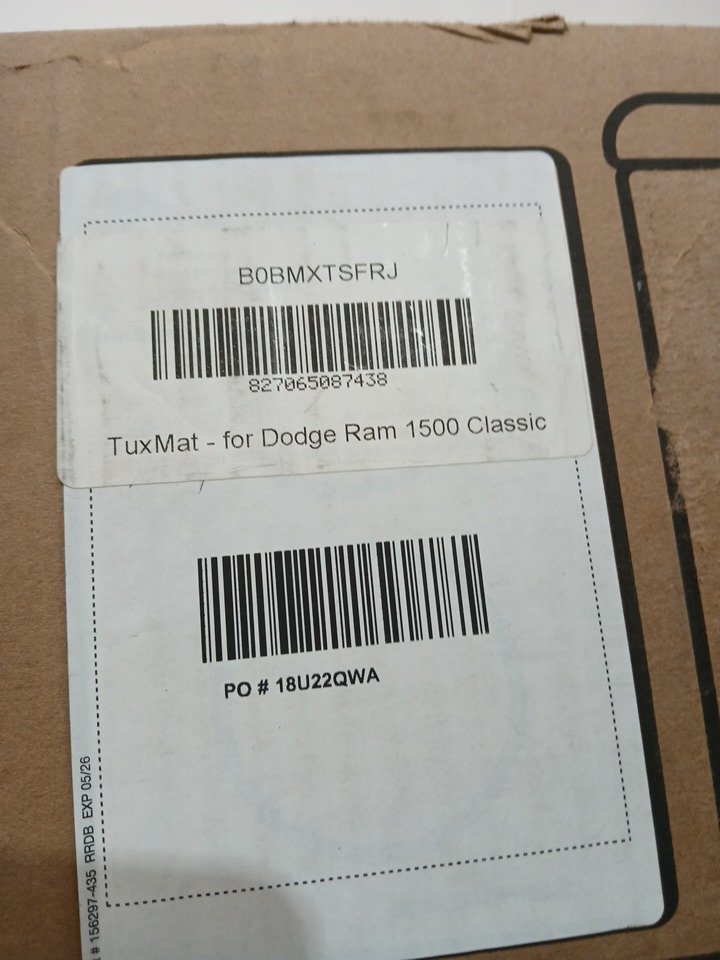 B0BMXTSFRJ
827065087438
TuxMat - for Dodge Ram 1500 Classic
PO # 18U22QWA
# 156297-435 RRDB EXP 05/26